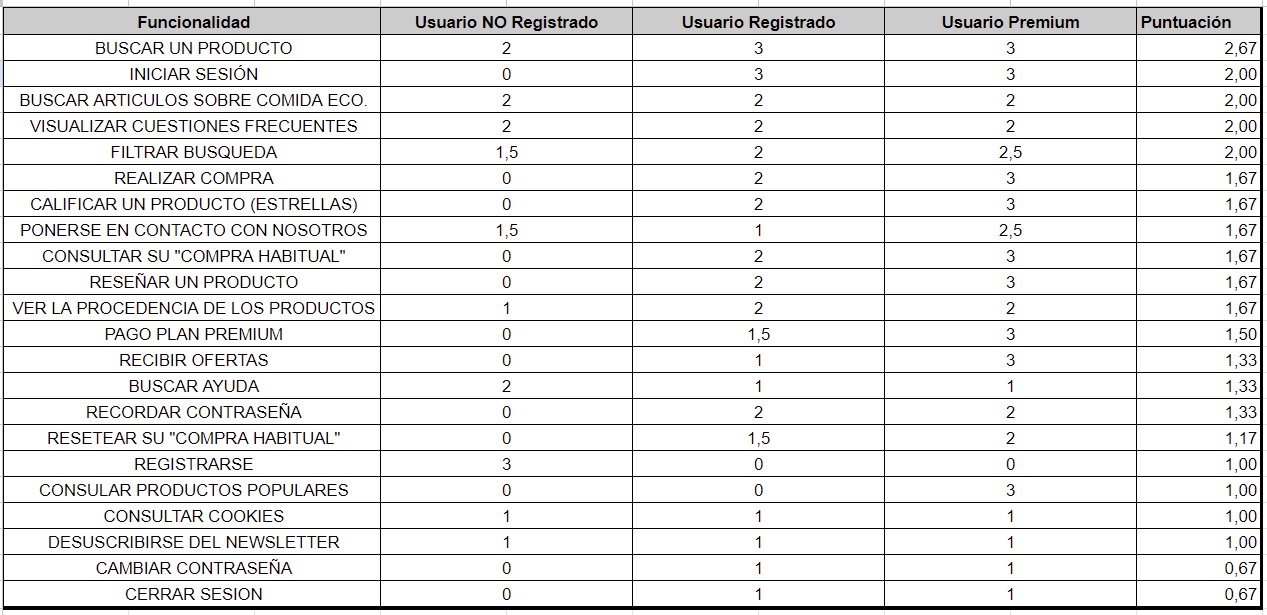 Funcionalidad Usuario NO Registrado Usuario Registrado Usuario Premium Puntuación
BUSCAR UN PRODUCTO 2 3 3 2,67
INICIAR SESIÓN 0 3 3 2,00
BUSCAR ARTICULOS SOBRE COMIDA ECO. 2 2 2 2,00
VISUALIZAR CUESTIONES FRECUENTES 2 2 2 2,00
FILTRAR BUSQUEDA 1,5 2 2,5 2,00
REALIZAR COMPRA 0 2 3 1,67
CALIFICAR UN PRODUCTO (ESTRELLAS) 0 2 3 1,67
PONERSE EN CONTACTO CON NOSOTROS 1,5 1 2,5 1,67
CONSULTAR SU "COMPRA HABITUAL" 0 2 3 1,67
RESEÑAR UN PRODUCTO 0 2 3 1,67
VER LA PROCEDENCIA DE LOS PRODUCTOS 1 2 2 1,67
PAGO PLAN PREMIUM 0 1,5 3 1,50
RECIBIR OFERTAS 0 1 3 1,33
BUSCAR AYUDA 2 1 1 1,33
RECORDAR CONTRASEÑA 0 2 2 1,33
RESETEAR SU "COMPRA HABITUAL" 0 1,5 2 1,17
REGISTRARSE 3 0 0 1,00
CONSULAR PRODUCTOS POPULARES 0 0 3 1,00
CONSULTAR COOKIES 1 1 1 1,00
DESUSCRIBIRSE DEL NEWSLETTER 1 1 1 1,00
CAMBIAR CONTRASEÑA 0 1 1 0,67
CERRAR SESION 0 1 1 0,67